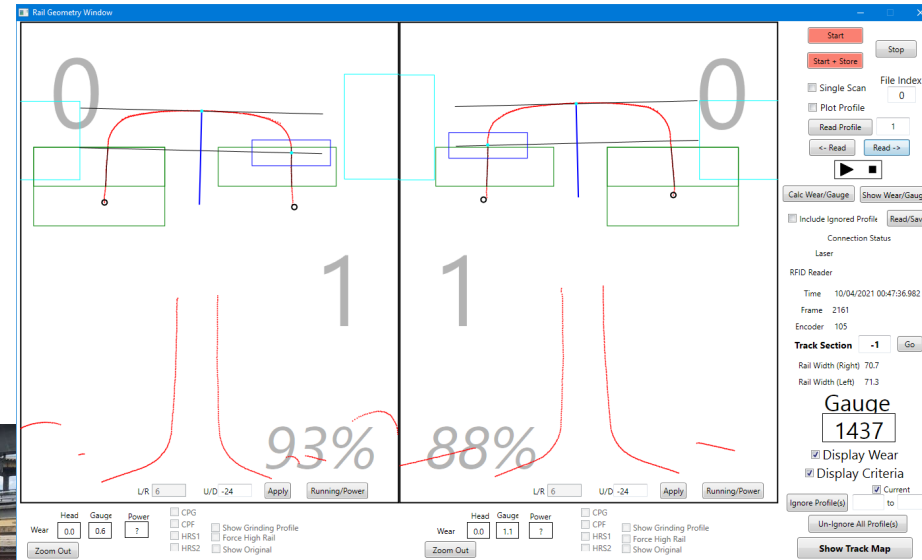 Rail Geometry Window
0
0
1
1
93%
88%
L/R 6 U/D -24 Apply Running/Power
L/R 6 U/D -24 Apply Running/Power
Head Gauge Power
Wear 0.0 0.6 ?
Zoom Out
CPG
CPF
HRS1
HRS2
Show Grinding Profile
Force High Rail
Show Original
Head Gauge Power
Wear 0.0 1.1 ?
Zoom Out
CPG
CPF
HRS1
HRS2
Show Grinding Profile
Force High Rail
Show Original
Start
Stop
Start + Store
Single Scan
File Index
0
Plot Profile
Read Profile 1
<- Read Read ->
Calc Wear/Gauge Show Wear/Gaug
Include Ignored Profile Read/Sav
Connection Status
Laser
RFID Reader
Time 10/04/2021 00:47:36.982
Frame 2161
Encoder 105
Track Section -1 Go
Rail Width (Right) 70.7
Rail Width (Left) 71.3
Gauge
1437
Display Wear
Display Criteria
Current
Ignore Profile(s) to
Un-Ignore All Profile(s)
Show Track Map